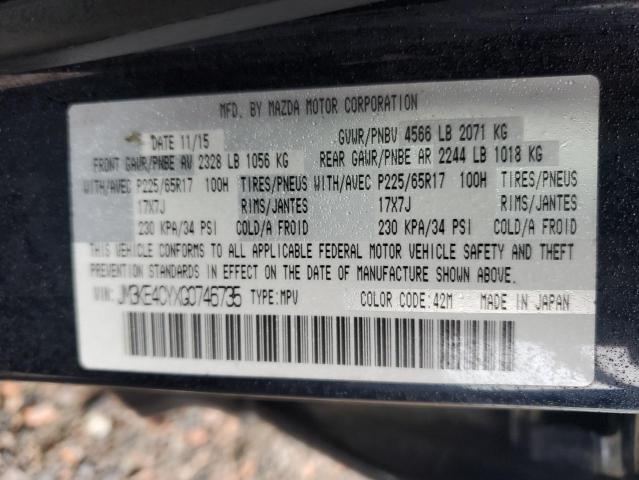 MFD. BY MAZDA MOTOR CORPORATION
DATE 11/15 GVWR/PNBV 4566 LB 2071 KG
FRONT GAWR/PNBE AV 2328 LB 1056 KG REAR GAWR/PNBE AR 2244 LB 1018 KG
WITH/AVEC P225/65R17 100H TIRES/PNEUS WITH/AVEC P225/65R17 100H TIRES/PNEUS
17X7J RIMS/JANTES 17X7J RIMS/JANTES
230 KPA/34 PSI COLD/A FROID 230 KPA/34 PSI COLD/A FROID
THIS VEHICLE CONFORMS TO ALL APPLICABLE FEDERAL MOTOR VEHICLE SAFETY AND THEFT
PREVENTION STANDARDS IN EFFECT ON THE DATE OF MANUFACTURE SHOWN ABOVE.
VIN: JM3KE4CYXG0746735 TYPE:MPV COLOR CODE:42M MADE IN JAPAN